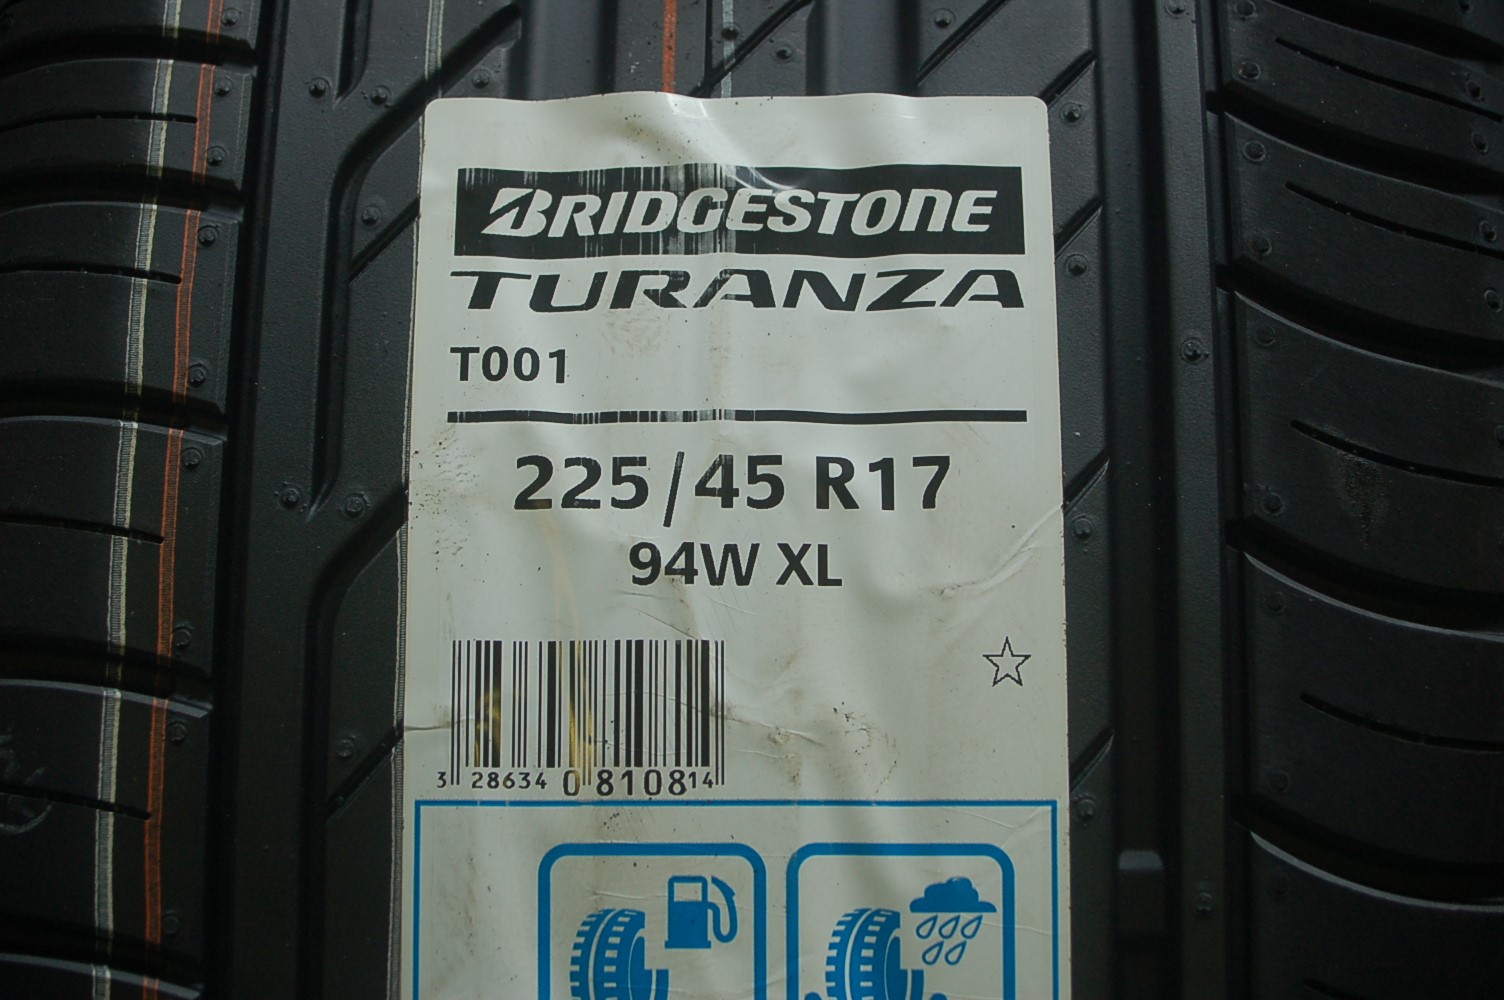 BRIDGESTONE
TURANZA
T001
225/45 R17
94W XL
3 286340 810814